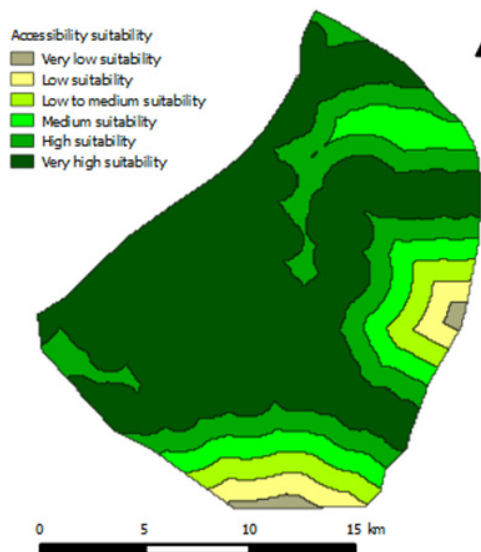 Accessibility suitability
Very low suitability
Low suitability
Low to medium suitability
Medium suitability
High suitability
Very high suitability
0 5 10 15 km